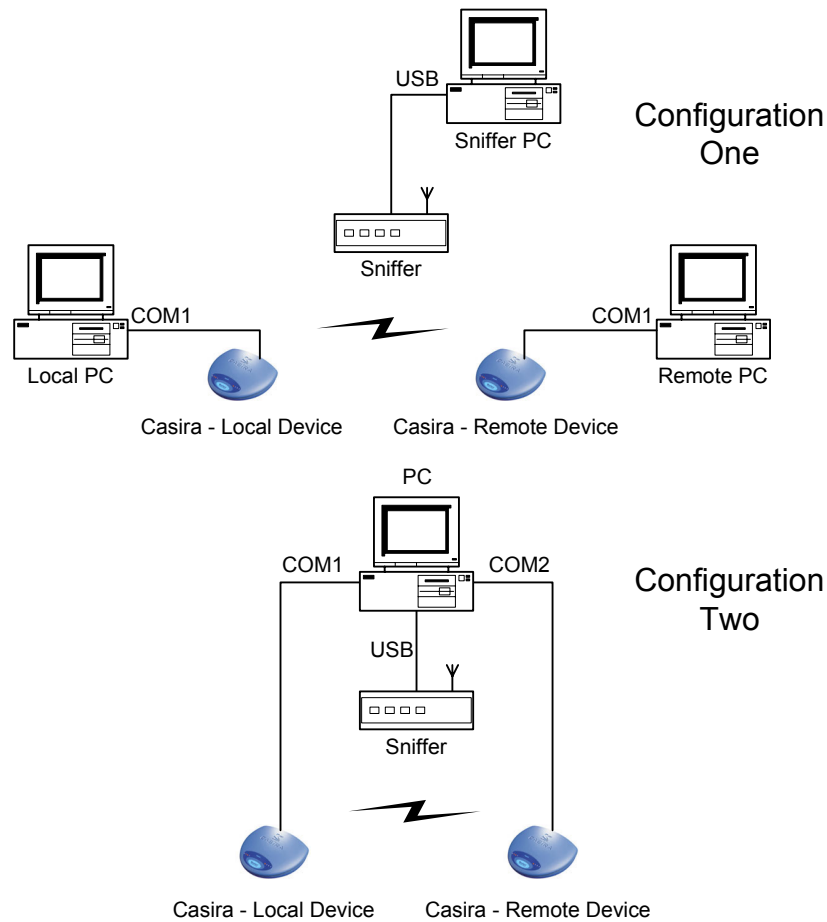 USB
Sniffer PC
Configuration
One
Sniffer
COM1
Local PC
COM1
Remote PC
Casira - Local Device
Casira - Remote Device
PC
COM1
COM2
Configuration
Two
USB
Sniffer
Casira - Local Device
Casira - Remote Device